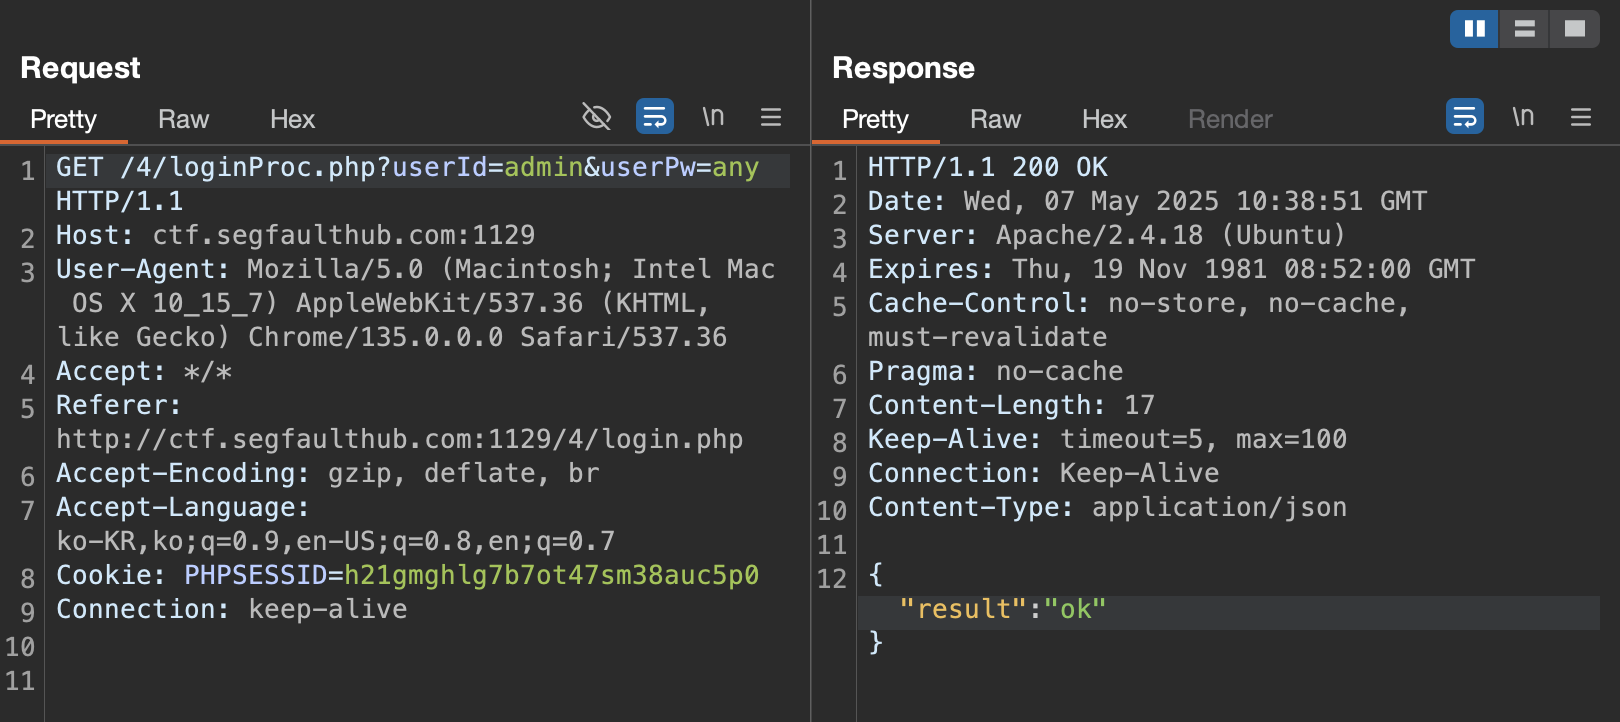 Request
Pretty Raw Hex \n
1 GET /4/loginProc.php?userId=admin&userPw=any
HTTP/1.1
2 Host: ctf.segfaulthub.com:1129
3 User-Agent: Mozilla/5.0 (Macintosh; Intel Mac
OS X 10_15_7) AppleWebKit/537.36 (KHTML,
like Gecko) Chrome/135.0.0.0 Safari/537.36
4 Accept: */*
5 Referer:
http://ctf.segfaulthub.com:1129/4/login.php
6 Accept-Encoding: gzip, deflate, br
7 Accept-Language:
ko-KR,ko;q=0.9,en-US;q=0.8,en;q=0.7
8 Cookie: PHPSESSID=h21gmghlg7b7ot47sm38auc5p0
9 Connection: keep-alive
10
11
Response
Pretty Raw Hex Render \n
1 HTTP/1.1 200 OK
2 Date: Wed, 07 May 2025 10:38:51 GMT
3 Server: Apache/2.4.18 (Ubuntu)
4 Expires: Thu, 19 Nov 1981 08:52:00 GMT
5 Cache-Control: no-store, no-cache,
must-revalidate
6 Pragma: no-cache
7 Content-Length: 17
8 Keep-Alive: timeout=5, max=100
9 Connection: Keep-Alive
10 Content-Type: application/json
11
12 {
"result":"ok"
}